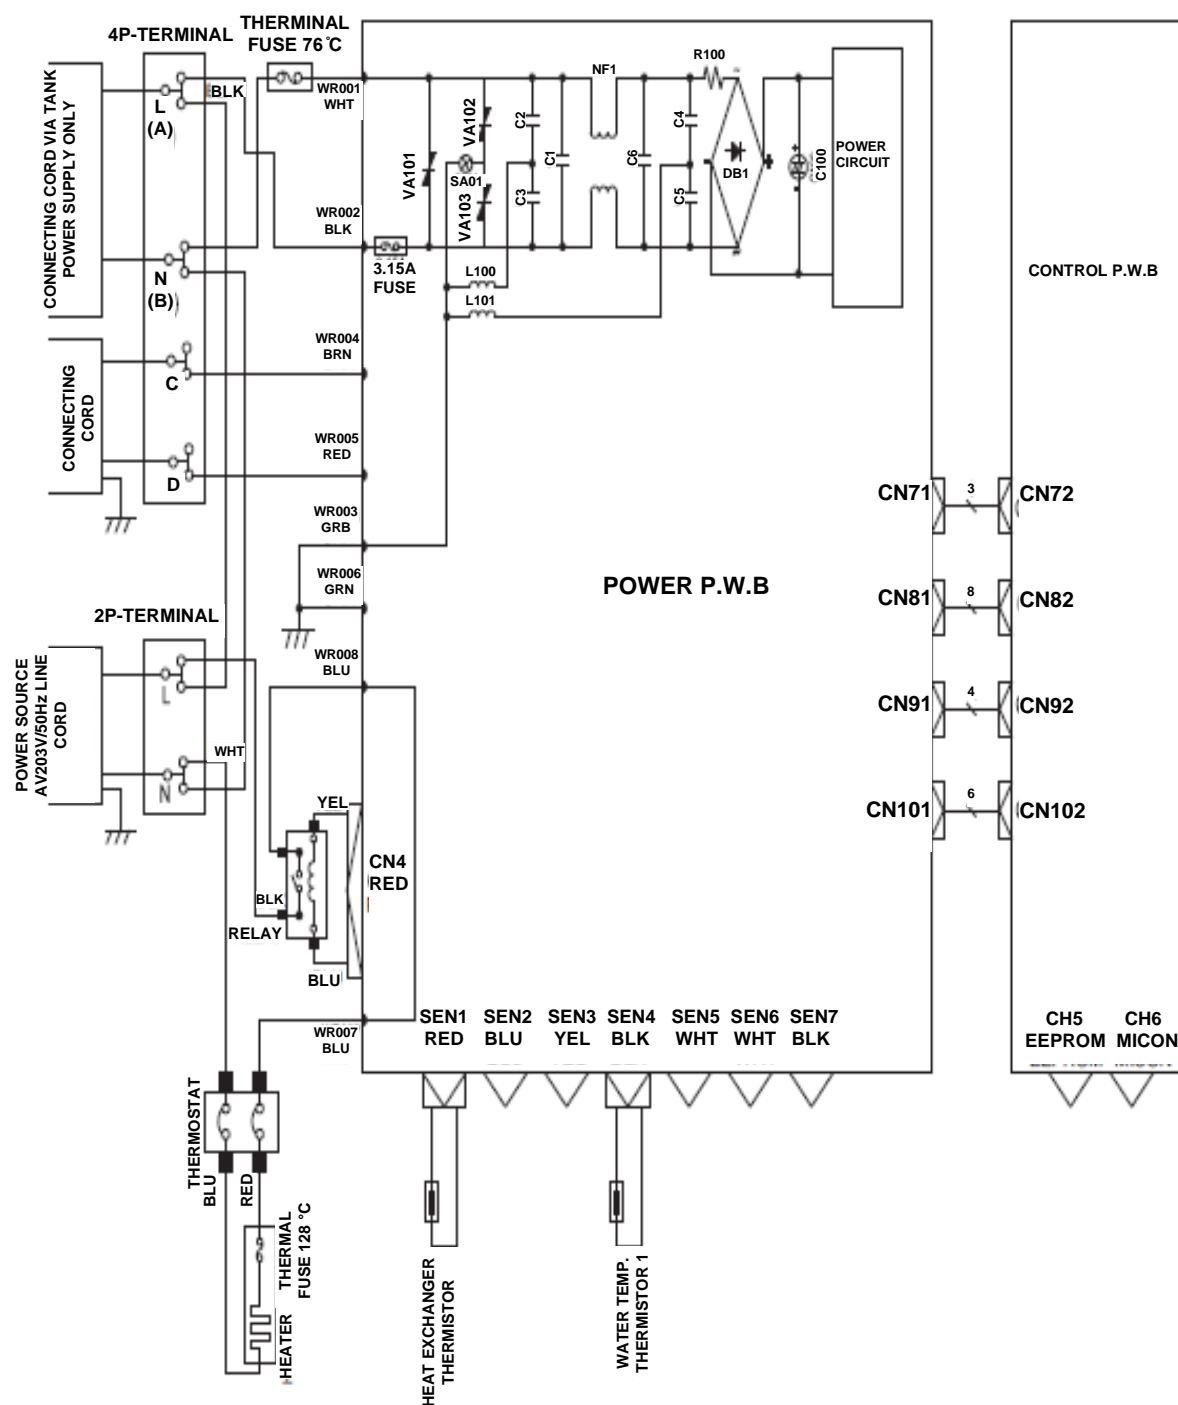 4P-TERMINAL
THERMINAL
FUSE 76°C
CONNECTING CORD VIA TANK
POWER SUPPLY ONLY
L
(A)
BLK
N
(B)
WR001
WHT
WR002
BLK
3.15A
FUSE
VA101
VA102
SA01
VA103
C2
C3
C1
NF1
C6
C4
C5
R100
DB1
C100
POWER
CIRCUIT
L100
L101
CONTROL P.W.B
CONNECTING
CORD
C
D
WR004
BRN
WR005
RED
WR003
GRB
WR006
GRN
POWER P.W.B
CN71
3
CN72
CN81
8
CN82
CN91
4
CN92
CN101
6
CN102
2P-TERMINAL
POWER SOURCE
AV203V/50Hz LINE
CORD
L
N
WHT
WR008
BLU
YEL
BLK
RELAY
BLU
CN4
RED
WR007
BLU
SEN1
RED
SEN2
BLU
SEN3
YEL
SEN4
BLK
SEN5
WHT
SEN6
WHT
SEN7
BLK
CH5
EEPROM
CH6
MICON
THERMOSTAT
BLU
RED
THERMAL
FUSE 128 °C
HEATER
HEAT EXCHANGER
THERMISTOR
WATER TEMP.
THERMISTOR 1